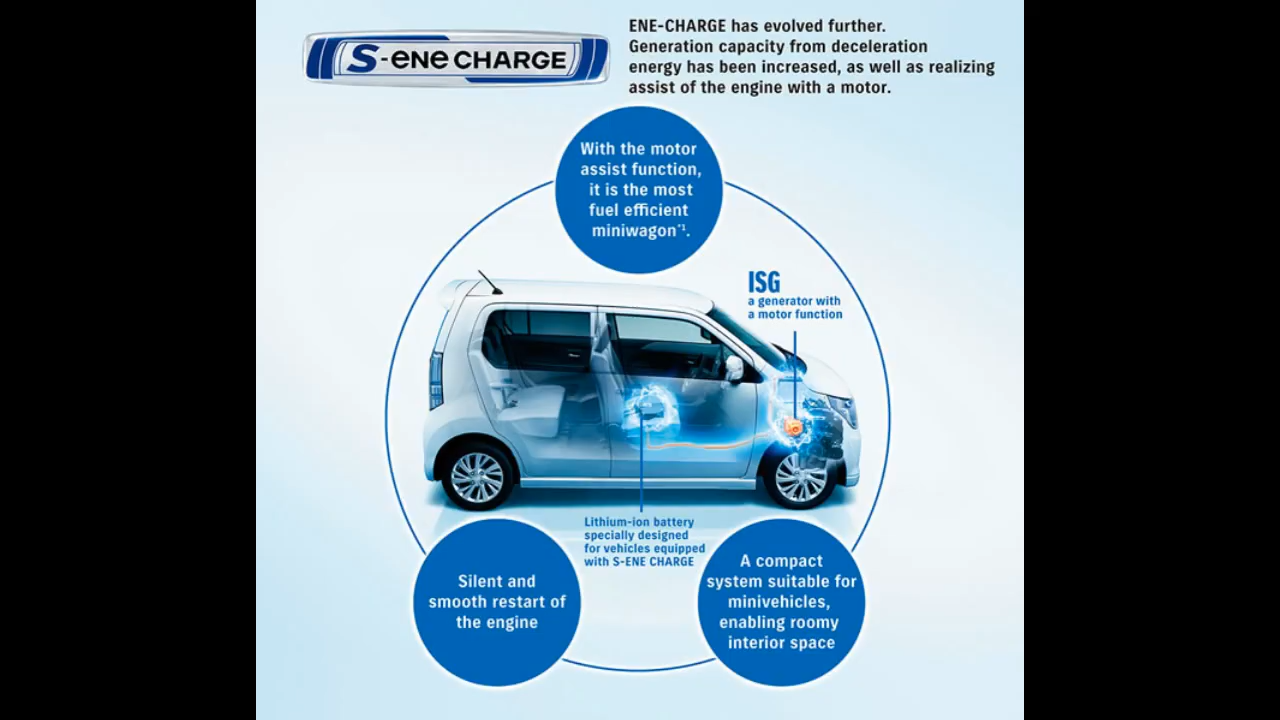 S-ENE CHARGE
ENE-CHARGE has evolved further.
Generation capacity from deceleration
energy has been increased, as well as realizing
assist of the engine with a motor.
With the motor
assist function,
it is the most
fuel efficient
miniwagon*1.
ISG
a generator with
a motor function
Lithium-ion battery
specially designed
for vehicles equipped
with S-ENE CHARGE
Silent and
smooth restart of
the engine
A compact
system suitable for
minivehicles,
enabling roomy
interior space